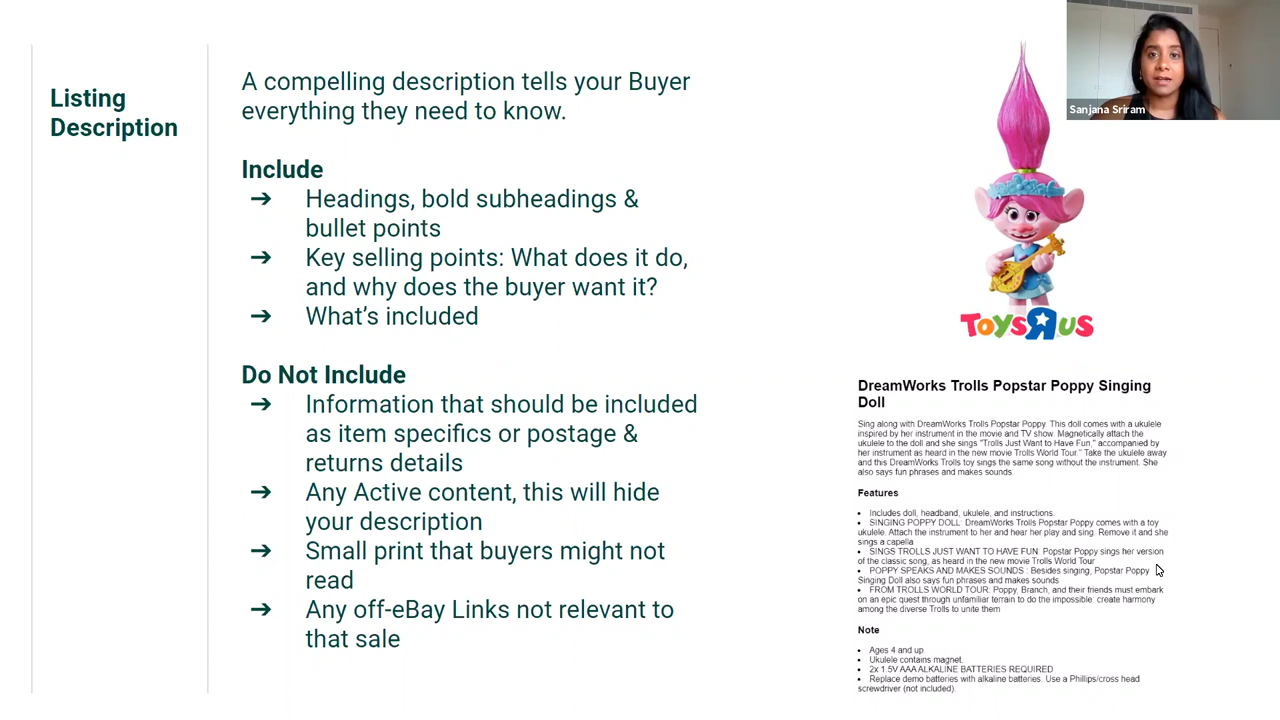 Listing
Description
A compelling description tells your Buyer
everything they need to know.
Include
➔ Headings, bold subheadings &
bullet points
➔ Key selling points: What does it do,
and why does the buyer want it?
➔ What's included
Do Not Include
➔ Information that should be included
as item specifics or postage &
returns details
➔ Any Active content, this will hide
your description
➔ Small print that buyers might not
read
➔ Any off-eBay Links not relevant to
that sale
Sanjana Sriram
ToysRus
DreamWorks Trolls Popstar Poppy Singing
Doll
Sing along with DreamWorks Trolls Popstar Poppy. This doll comes with a ukulele
inspired by her instrument in the movie and TV show. Magnetically attach the
ukulele to the doll and she sings "Trolls Just Want to Have Fun," accompanied by
her instrument as heard in the new movie Trolls World Tour." Take the ukulele away
and this DreamWorks Trolls toy sings the same song without the instrument. She
also says fun phrases and makes sounds.
Features
• Includes doll, headband, ukulele, and instructions.
• SINGING POPPY DOLL: DreamWorks Trolls Popstar Poppy comes with a toy
ukulele. Attach the instrument to her and hear her play and sing. Remove it and she
sings a capella
• SINGS TROLLS JUST WANT TO HAVE FUN: Popstar Poppy sings her version
of the classic song, as heard in the new movie Trolls World Tour
• POPPY SPEAKS AND MAKES SOUNDS : Besides singing, Popstar Poppy
Singing Doll also says fun phrases and makes sounds
• FROM TROLLS WORLD TOUR: Poppy, Branch, and their friends must embark
on an epic quest through unfamiliar terrain to do the impossible: create harmony
among the diverse Trolls to unite them
Note
• Ages 4 and up
• Ukulele contains magnet.
• 2x 1.5V AAA ALKALINE BATTERIES REQUIRED
• Replace demo batteries with alkaline batteries. Use a Phillips/cross head
screwdriver (not included).